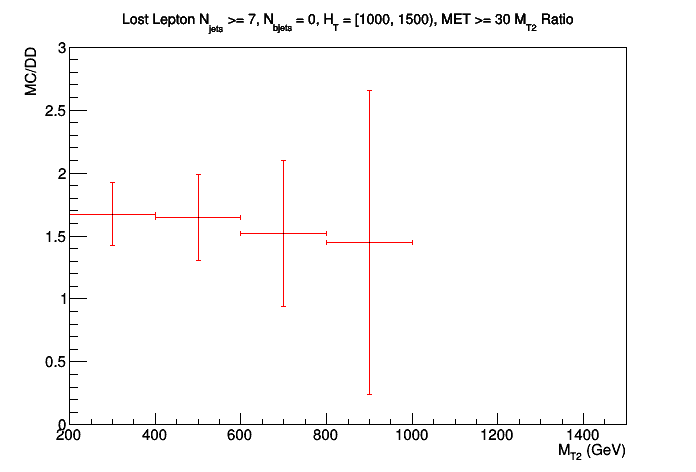 Lost Lepton N_jets >= 7, N_bjets = 0, H_T = [1000, 1500), MET >= 30 M_T2 Ratio
MC/DD
3
2.5
2
1.5
1
0.5
0
200 400 600 800 1000 1200 1400
M_T2 (GeV)